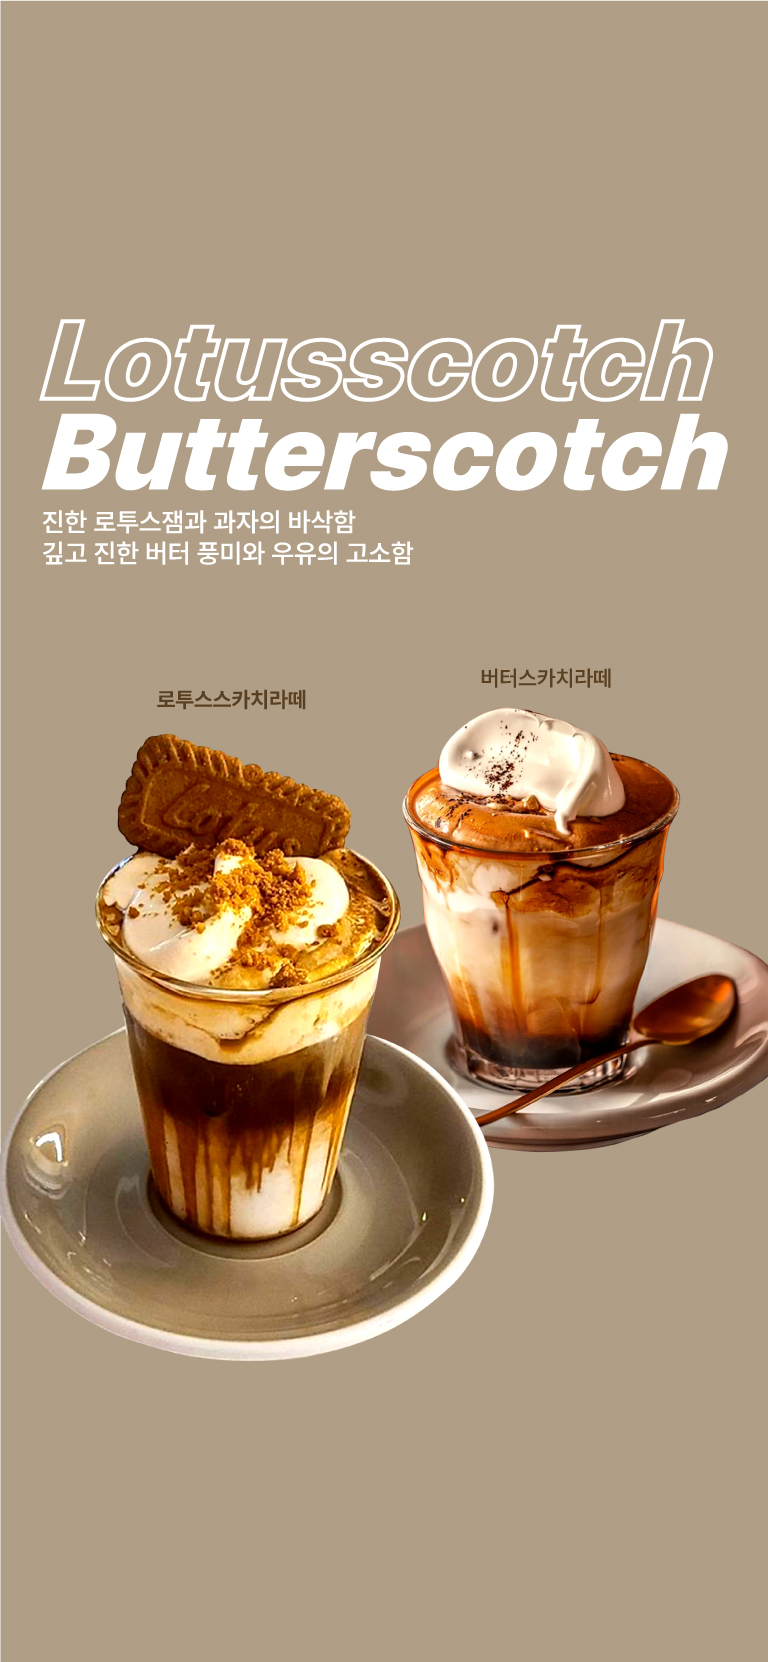 Lotusscotch
Butterscotch
진한 로투스잼과 과자의 바삭함
깊고 진한 버터 풍미와 우유의 고소함
버터스카치라떼
로투스스카치라떼
Lotus